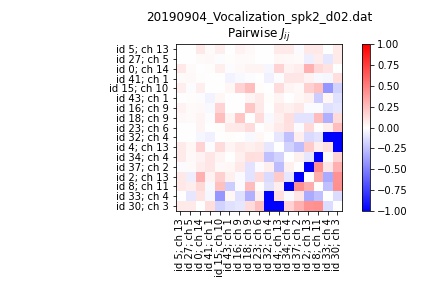 20190904_Vocalization_spk2_d02.dat
Pairwise J_ij
id 5; ch 13
id 27; ch 5
id 0; ch 14
id 41; ch 1
id 15; ch 10
id 43; ch 1
id 16; ch 9
id 18; ch 9
id 23; ch 6
id 32; ch 4
id 4; ch 13
id 34; ch 4
id 37; ch 2
id 2; ch 13
id 8; ch 11
id 33; ch 4
id 30; ch 3
id 5; ch 13
id 27; ch 5
id 0; ch 14
id 41; ch 1
id 15; ch 10
id 43; ch 1
id 16; ch 9
id 18; ch 9
id 23; ch 6
id 32; ch 4
id 4; ch 13
id 34; ch 4
id 37; ch 2
id 2; ch 13
id 8; ch 11
id 33; ch 4
id 30; ch 3
1.00
0.75
0.50
0.25
0.00
−0.25
−0.50
−0.75
−1.00